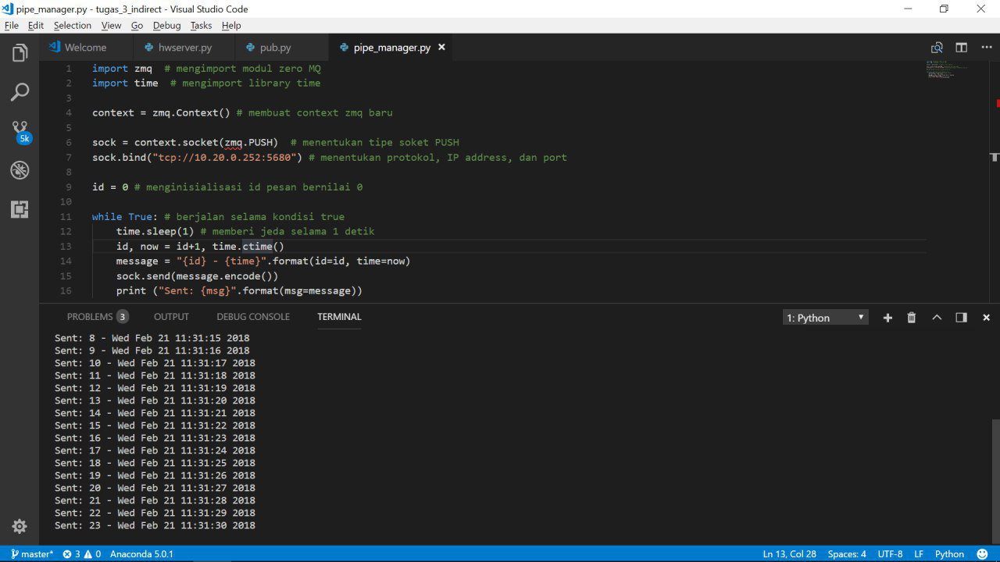 pipe_manager.py - tugas_3_indirect - Visual Studio Code
File Edit Selection View Go Debug Tasks Help
Welcome hwserver.py pub.py pipe_manager.py
1 import zmq # mengimport modul zero MQ
2 import time # mengimport library time
3
4 context = zmq.Context() # membuat context zmq baru
5
6 sock = context.socket(zmq.PUSH) # menentukan tipe soket PUSH
7 sock.bind("tcp://10.20.0.252:5680") # menentukan protokol, IP address, dan port
8
9 id = 0 # menginisialisasi id pesan bernilai 0
10
11 while True: # berjalan selama kondisi true
12 time.sleep(1) # memberi jeda selama 1 detik
13 id, now = id+1, time.ctime()
14 message = "{id} - {time}".format(id=id, time=now)
15 sock.send(message.encode())
16 print ("Sent: {msg}".format(msg=message))
5k
PROBLEMS 3 OUTPUT DEBUG CONSOLE TERMINAL 1: Python
Sent: 8 - Wed Feb 21 11:31:15 2018
Sent: 9 - Wed Feb 21 11:31:16 2018
Sent: 10 - Wed Feb 21 11:31:17 2018
Sent: 11 - Wed Feb 21 11:31:18 2018
Sent: 12 - Wed Feb 21 11:31:19 2018
Sent: 13 - Wed Feb 21 11:31:20 2018
Sent: 14 - Wed Feb 21 11:31:21 2018
Sent: 15 - Wed Feb 21 11:31:22 2018
Sent: 16 - Wed Feb 21 11:31:23 2018
Sent: 17 - Wed Feb 21 11:31:24 2018
Sent: 18 - Wed Feb 21 11:31:25 2018
Sent: 19 - Wed Feb 21 11:31:26 2018
Sent: 20 - Wed Feb 21 11:31:27 2018
Sent: 21 - Wed Feb 21 11:31:28 2018
Sent: 22 - Wed Feb 21 11:31:29 2018
Sent: 23 - Wed Feb 21 11:31:30 2018
master* 3 0 Anaconda 5.0.1 Ln 13, Col 28 Spaces: 4 UTF-8 LF Python